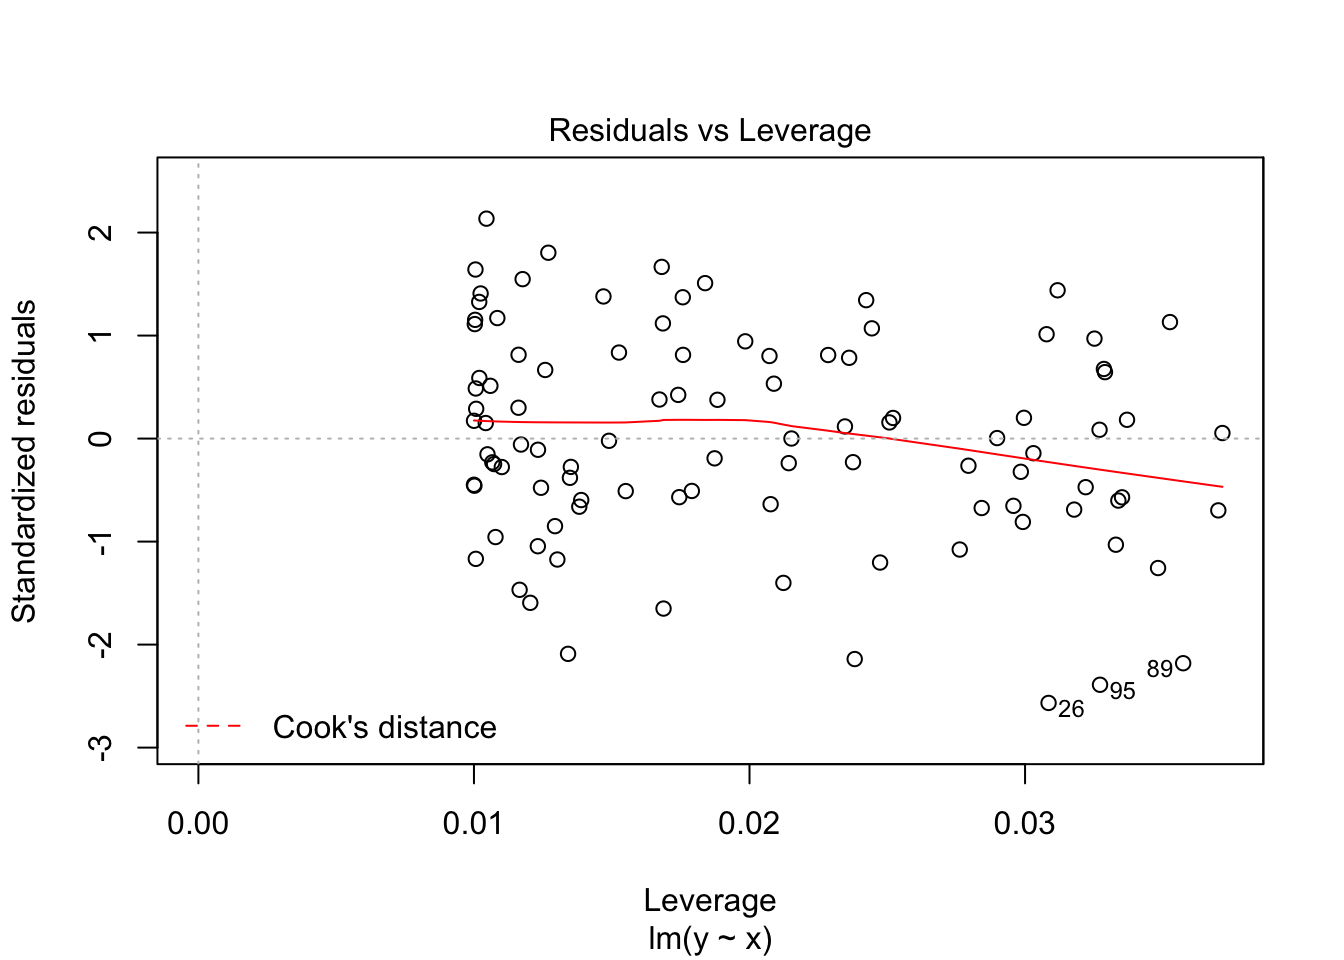 Residuals vs Leverage
Standardized residuals
2
1
0
-1
-2
-3
89
95
26
Cook's distance
0.00 0.01 0.02 0.03
Leverage
lm(y ~ x)